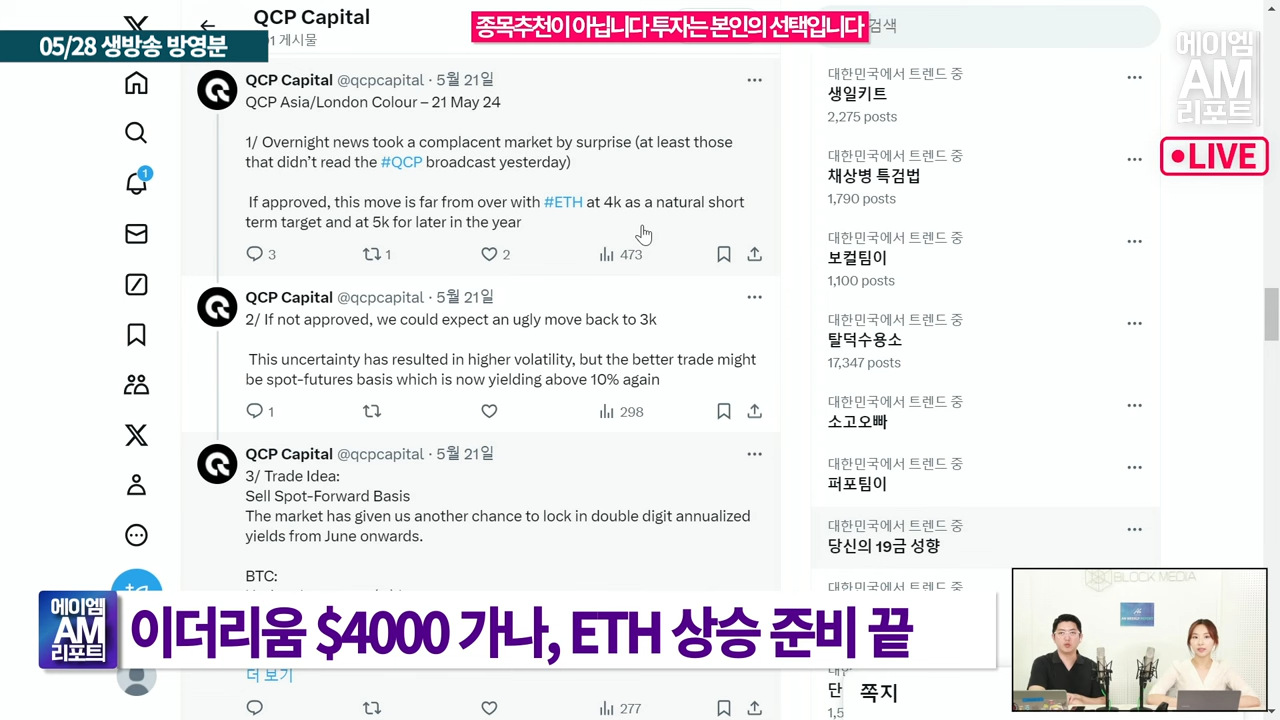 QCP Capital
1 게시물
종목추천이 아닙니다 투자는 본인의 선택입니다
검색
05/28 생방송 방영분
에이엠
AM
리포트
LIVE
QCP Capital @qcpcapital · 5월 21일
QCP Asia/London Colour – 21 May 24
1/ Overnight news took a complacent market by surprise (at least those
that didn't read the #QCP broadcast yesterday)
If approved, this move is far from over with #ETH at 4k as a natural short
term target and at 5k for later in the year
3 1 2 473
QCP Capital @qcpcapital · 5월 21일
2/ If not approved, we could expect an ugly move back to 3k
This uncertainty has resulted in higher volatility, but the better trade might
be spot-futures basis which is now yielding above 10% again
1 298
QCP Capital @qcpcapital · 5월 21일
3/ Trade Idea:
Sell Spot-Forward Basis
The market has given us another chance to lock in double digit annualized
yields from June onwards.
BTC:
더 보기
277
1
대한민국에서 트렌드 중
생일키트
2,275 posts
대한민국에서 트렌드 중
채상병 특검법
1,790 posts
대한민국에서 트렌드 중
보컬팀이
1,100 posts
대한민국에서 트렌드 중
탈덕수용소
17,347 posts
대한민국에서 트렌드 중
소고오빠
대한민국에서 트렌드 중
퍼포팀이
대한민국에서 트렌드 중
당신의 19금 성향
대한민국에서 트렌드 중
단
1,5
쪽지
BLOCK MEDIA
에이엠
AM
리포트
이더리움 $4000 가나, ETH 상승 준비 끝